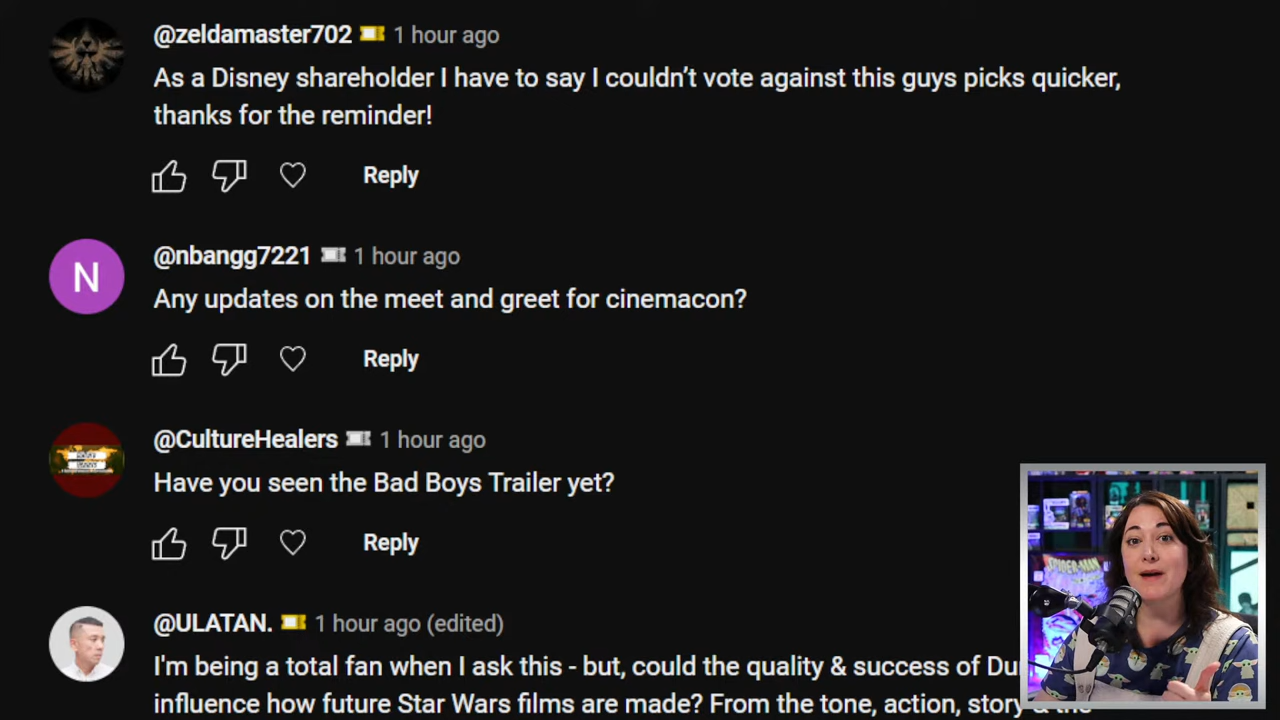 @zeldamaster702 1 hour ago
As a Disney shareholder I have to say I couldn’t vote against this guys picks quicker,
thanks for the reminder!
Reply
N
@nbangg7221 1 hour ago
Any updates on the meet and greet for cinemacon?
Reply
@CultureHealers 1 hour ago
Have you seen the Bad Boys Trailer yet?
Reply
@ULATAN. 1 hour ago (edited)
I'm being a total fan when I ask this - but, could the quality & success of
influence how future Star Wars films are made? From the tone, action, story & the
SPIDER-MAN